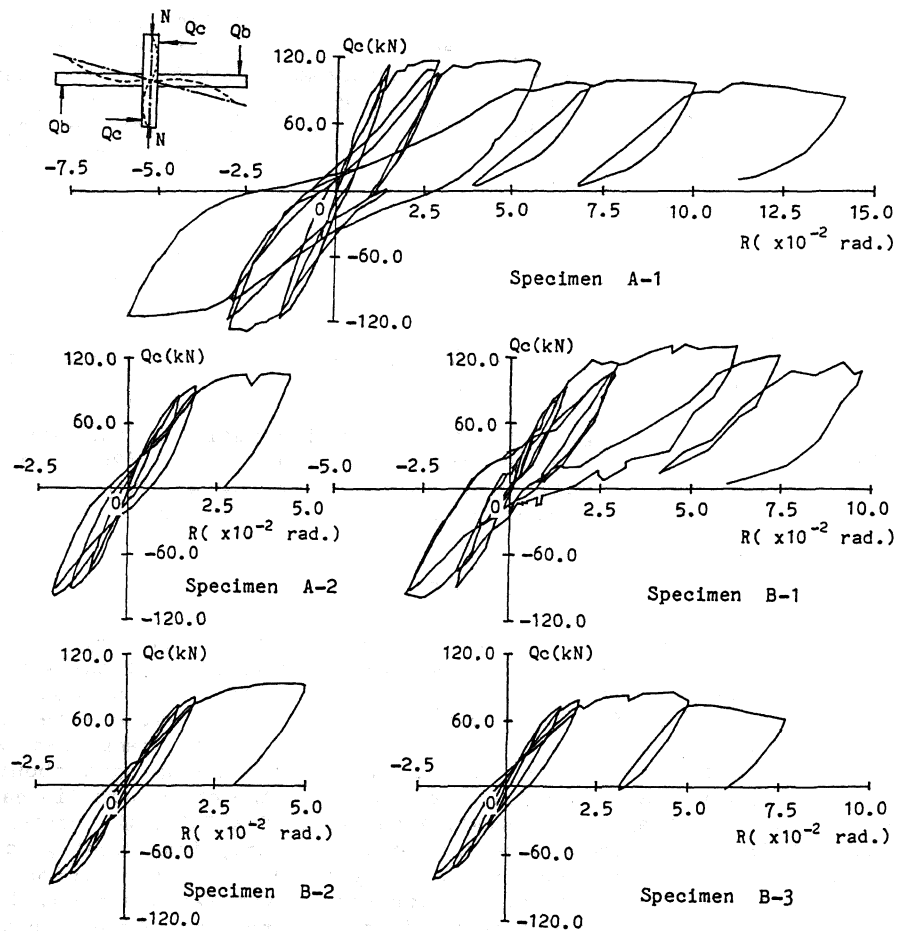 N
Qc
Qb
Qb
Qc
N
Qc(kN)
120.0
60.0
-7.5 -5.0 -2.5
0 2.5 5.0 7.5 10.0 12.5 15.0
R( x10⁻² rad.)
-60.0
-120.0
Specimen A-1
Qc(kN)
120.0
60.0
-2.5
0 2.5 5.0
R( x10⁻² rad.)
-60.0
Specimen A-2
-120.0
Qc(kN)
120.0
60.0
-5.0 -2.5
0 2.5 5.0 7.5 10.0
R( x10⁻² rad.)
-60.0
Specimen B-1
-120.0
Qc(kN)
120.0
60.0
-2.5
0 2.5 5.0
R( x10⁻² rad.)
-60.0
Specimen B-2
-120.0
Qc(kN)
120.0
60.0
-2.5
0 2.5 5.0 7.5 10.0
R( x10⁻² rad.)
-60.0
Specimen B-3
-120.0